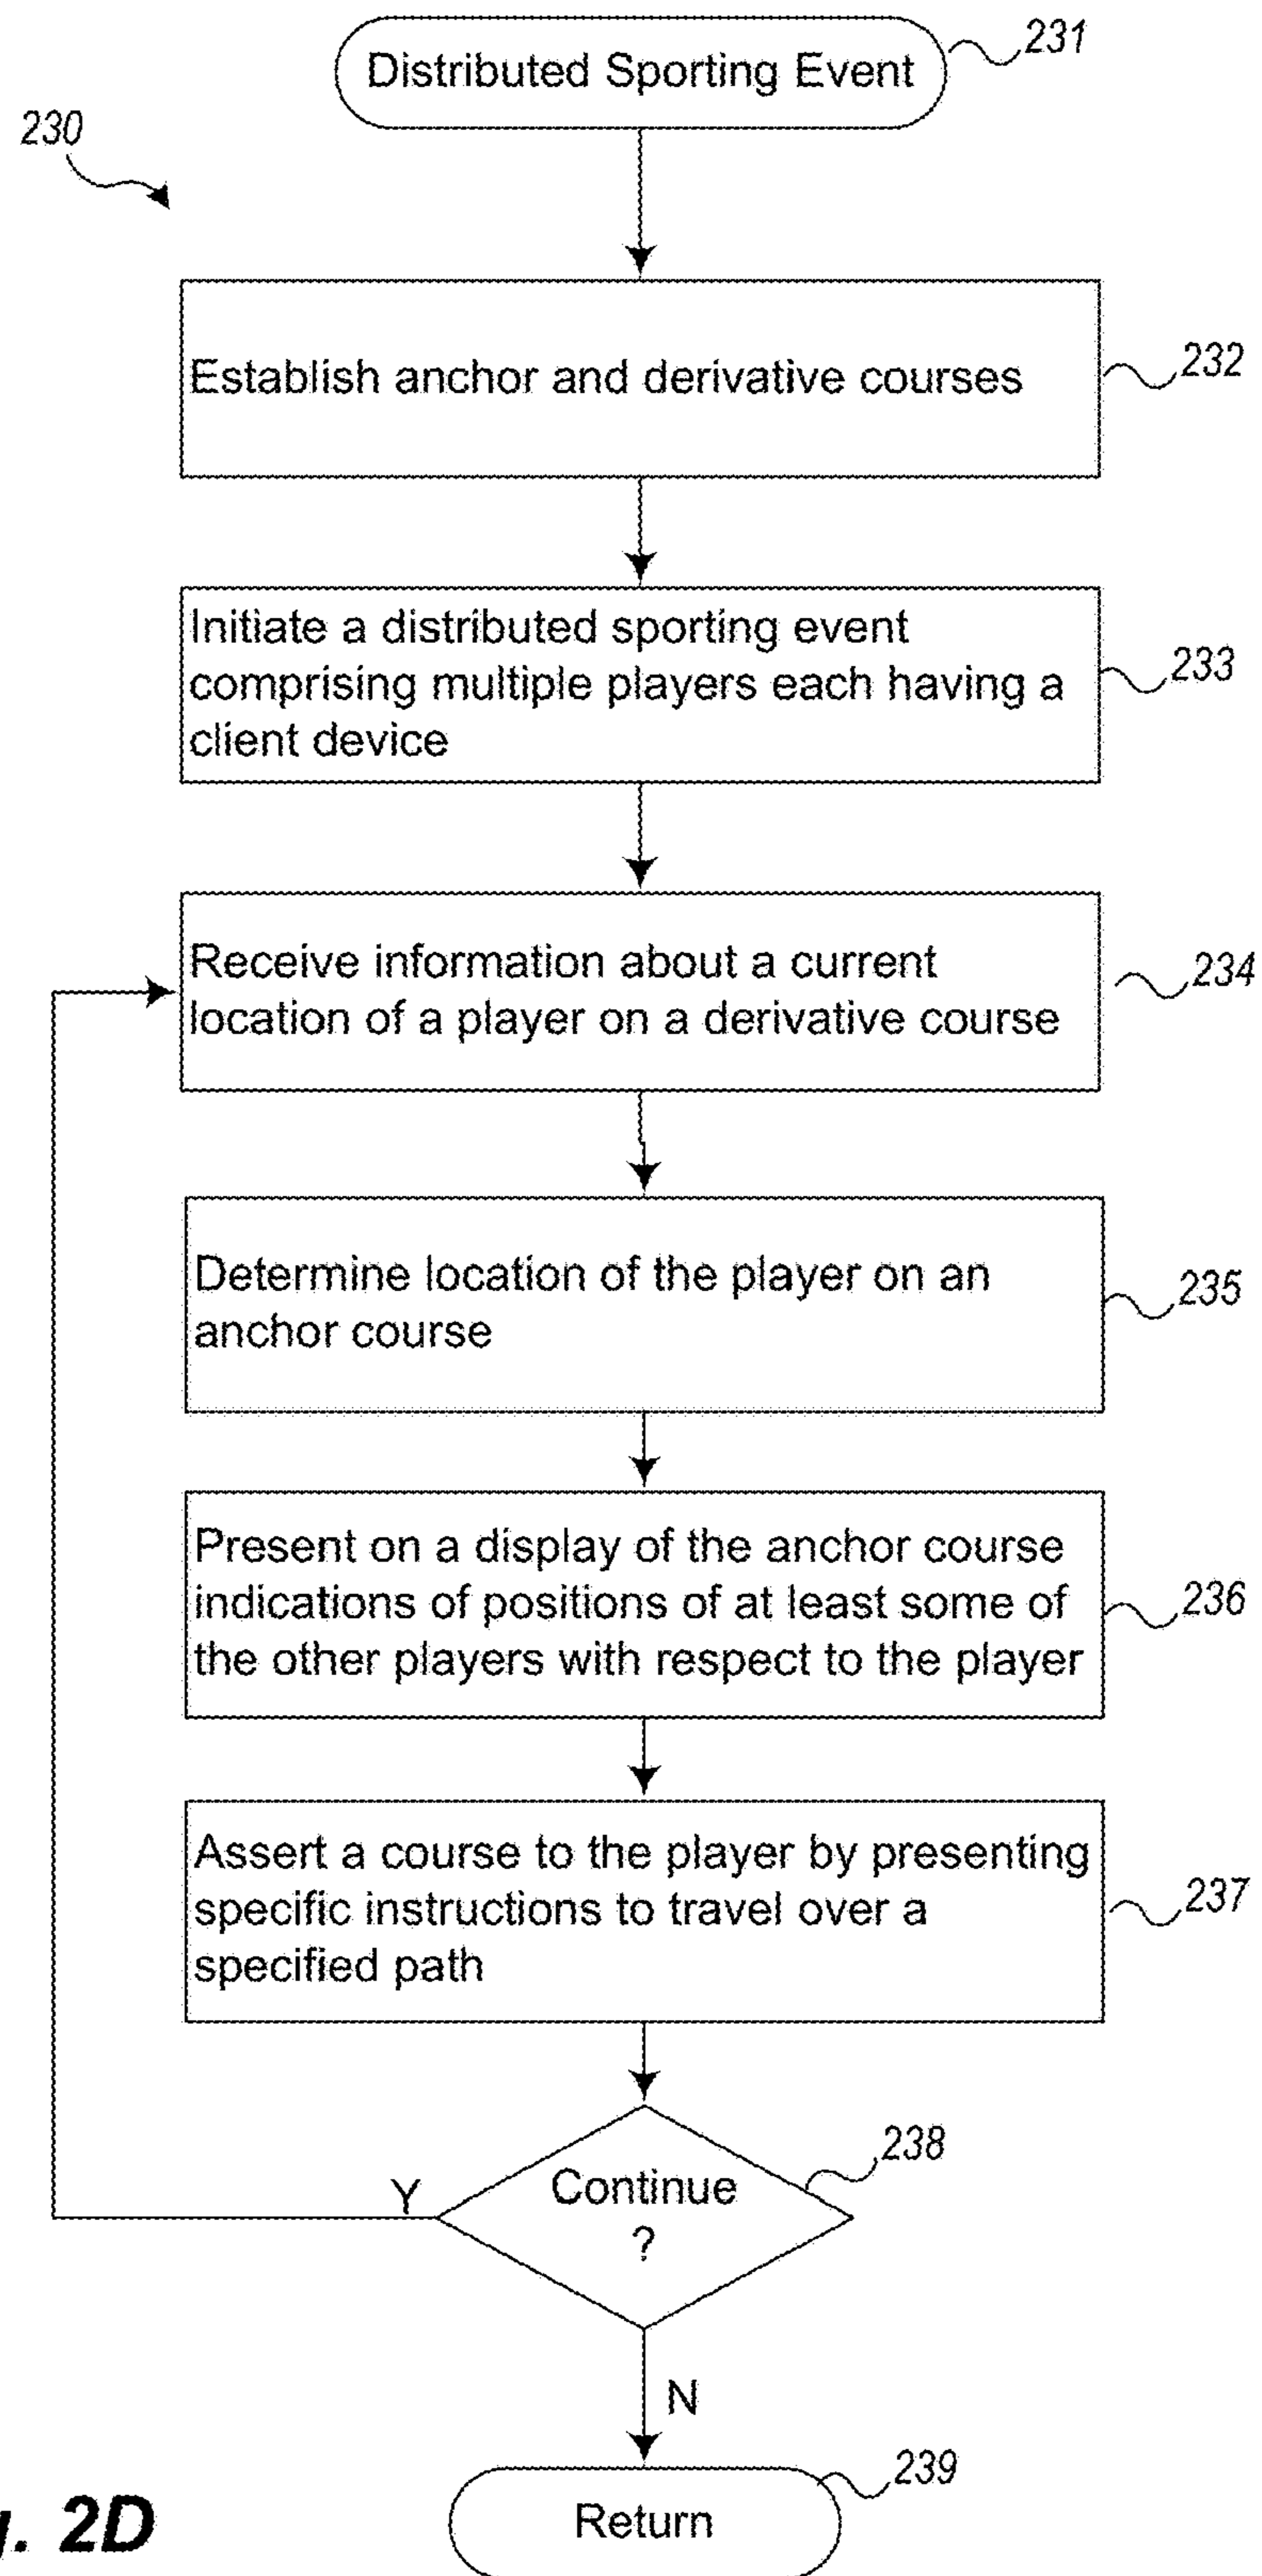 Distributed Sporting Event
231
230
Establish anchor and derivative courses
232
Initiate a distributed sporting event
comprising multiple players each having a
client device
233
Receive information about a current
location of a player on a derivative course
234
Determine location of the player on an
anchor course
235
Present on a display of the anchor course
indications of positions of at least some of
the other players with respect to the player
236
Assert a course to the player by presenting
specific instructions to travel over a
specified path
237
Continue
?
238
Y
N
Return
239
g. 2D